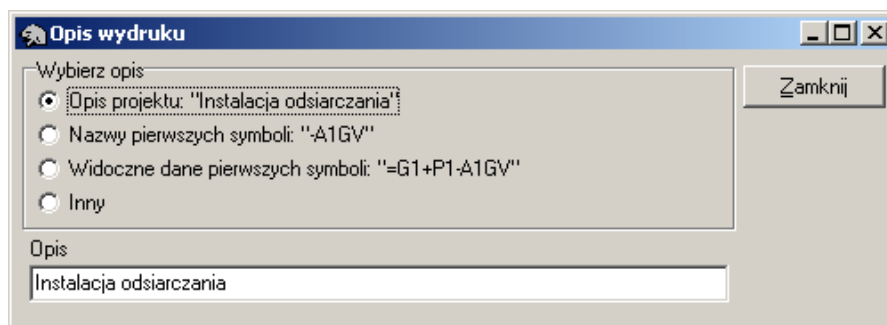 Opis wydruku
Wybierz opis
Opis projektu: "Instalacja odsiarczania"
Zamknij
Nazwy pierwszych symboli: "-A1GV"
Widoczne dane pierwszych symboli: "=G1+P1-A1GV"
Inny
Opis
Instalacja odsiarczania